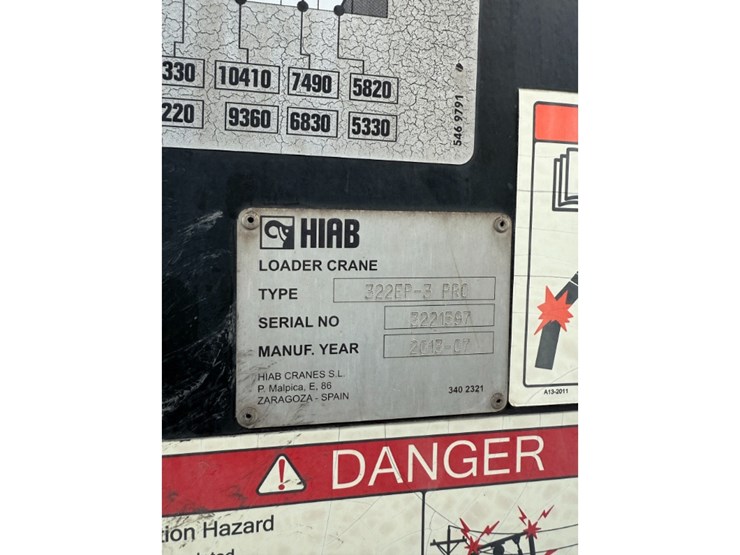 330 10410 7490 5820
220 9360 6830 5330
546 9791
HIAB
LOADER CRANE
TYPE 322EP-3 PRO
SERIAL NO
MANUF. YEAR
HIAB CRANES S.L.
P. Malpica, E, 86
ZARAGOZA - SPAIN
340 2321
A13-2011
DANGER
tion Hazard